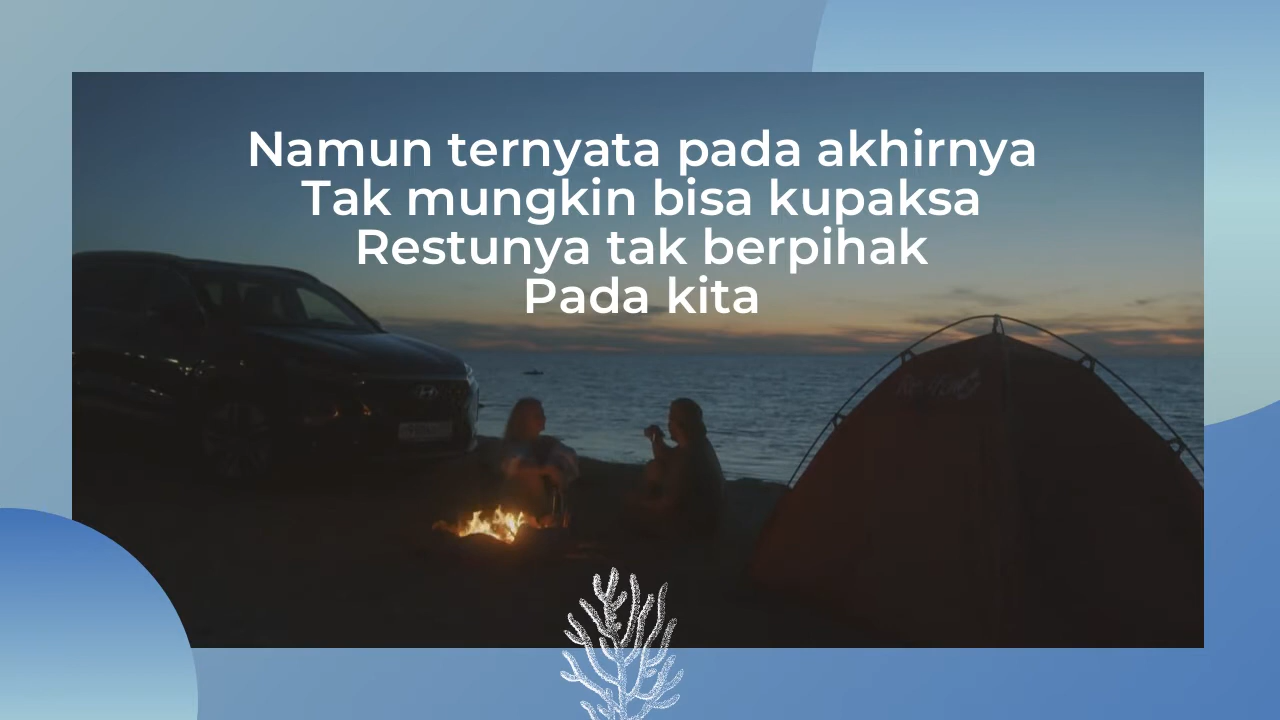 Namun ternyata pada akhirnya
Tak mungkin bisa kupaksa
Restunya tak berpihak
Pada kita